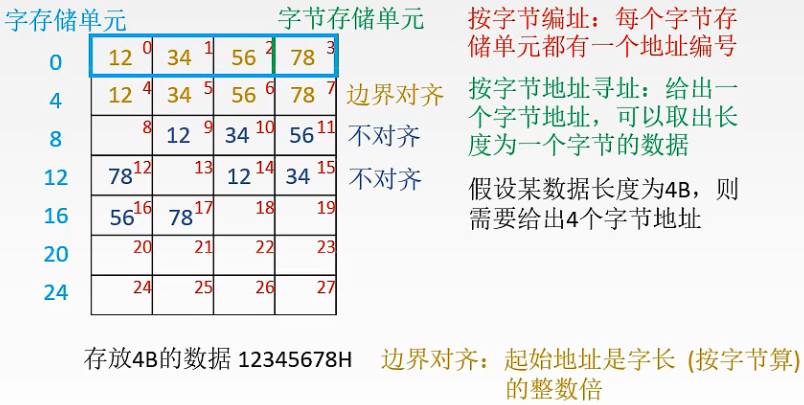 字存储单元 字节存储单元
0 12 0 34 1 56 2 78 3
4 12 4 34 5 56 6 78 7 边界对齐
8 8 12 9 34 10 56 11 不对齐
12 78 12 13 12 14 34 15 不对齐
16 56 16 78 17 18 19
20 20 21 22 23
24 24 25 26 27
按字节编址：每个字节存
储单元都有一个地址编号
按字节地址寻址：给出一
个字节地址，可以取出长
度为一个字节的数据
假设某数据长度为4B，则
需要给出4个字节地址
存放4B的数据 12345678H
边界对齐：起始地址是字长 (按字节算)
的整数倍